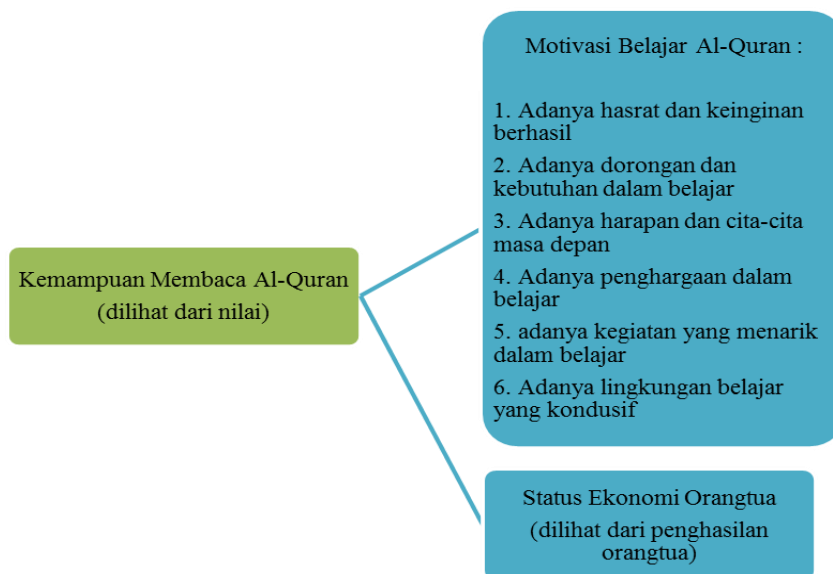 Kemampuan Membaca Al-Quran
(dilihat dari nilai)
Motivasi Belajar Al-Quran :
1. Adanya hasrat dan keinginan
berhasil
2. Adanya dorongan dan
kebutuhan dalam belajar
3. Adanya harapan dan cita-cita
masa depan
4. Adanya penghargaan dalam
belajar
5. adanya kegiatan yang menarik
dalam belajar
6. Adanya lingkungan belajar
yang kondusif
Status Ekonomi Orangtua
(dilihat dari penghasilan
orangtua)